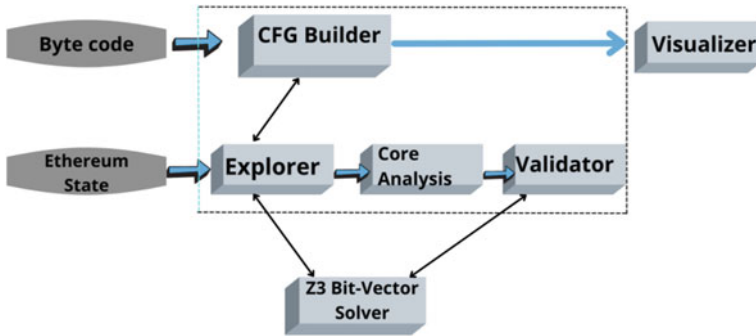 Byte code
CFG Builder
Visualizer
Ethereum
State
Explorer
Core
Analysis
Validator
Z3 Bit-Vector
Solver